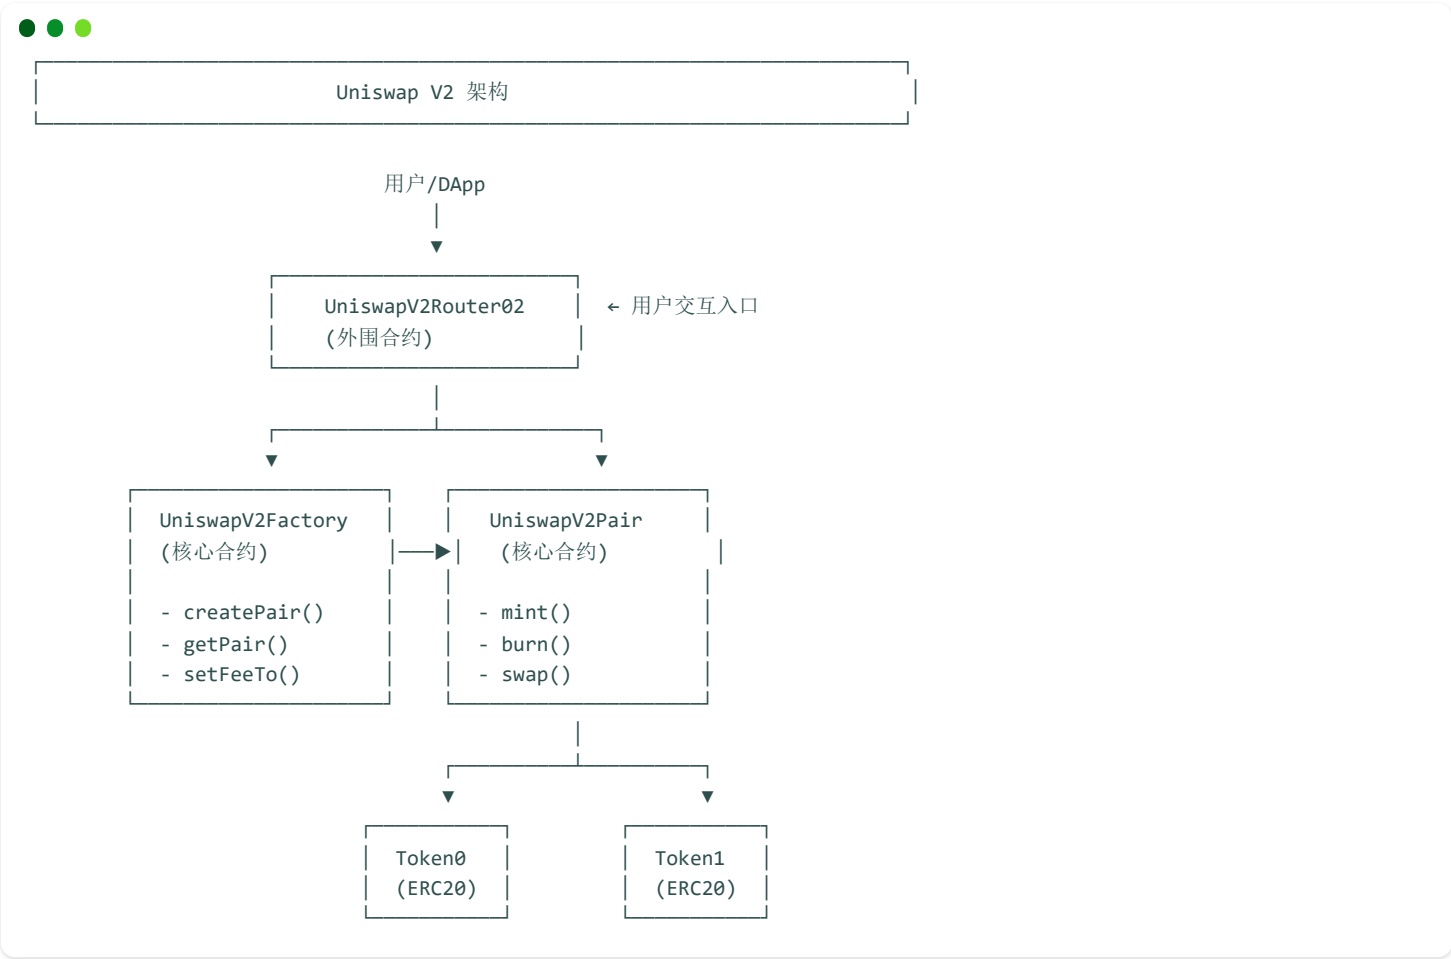 Uniswap V2 架构
用户/DApp
UniswapV2Router02 ← 用户交互入口
(外围合约)
UniswapV2Factory UniswapV2Pair
(核心合约) (核心合约)
- createPair() - mint()
- getPair() - burn()
- setFeeTo() - swap()
Token0 Token1
(ERC20) (ERC20)